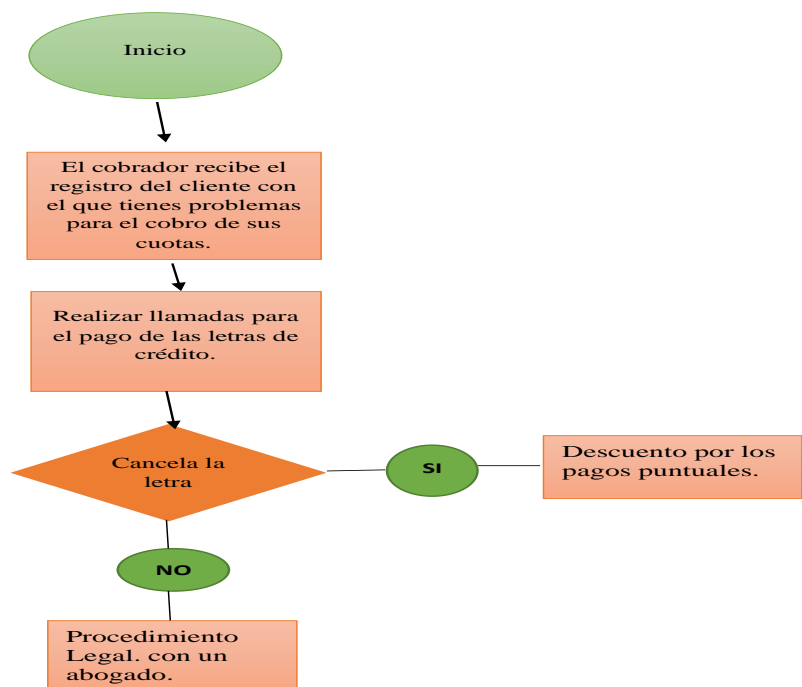 Inicio
El cobrador recibe el
registro del cliente con
el que tienes problemas
para el cobro de sus
cuotas.
Realizar llamadas para
el pago de las letras de
crédito.
Cancela la
letra
SI
Descuento por los
pagos puntuales.
NO
Procedimiento
Legal. con un
abogado.